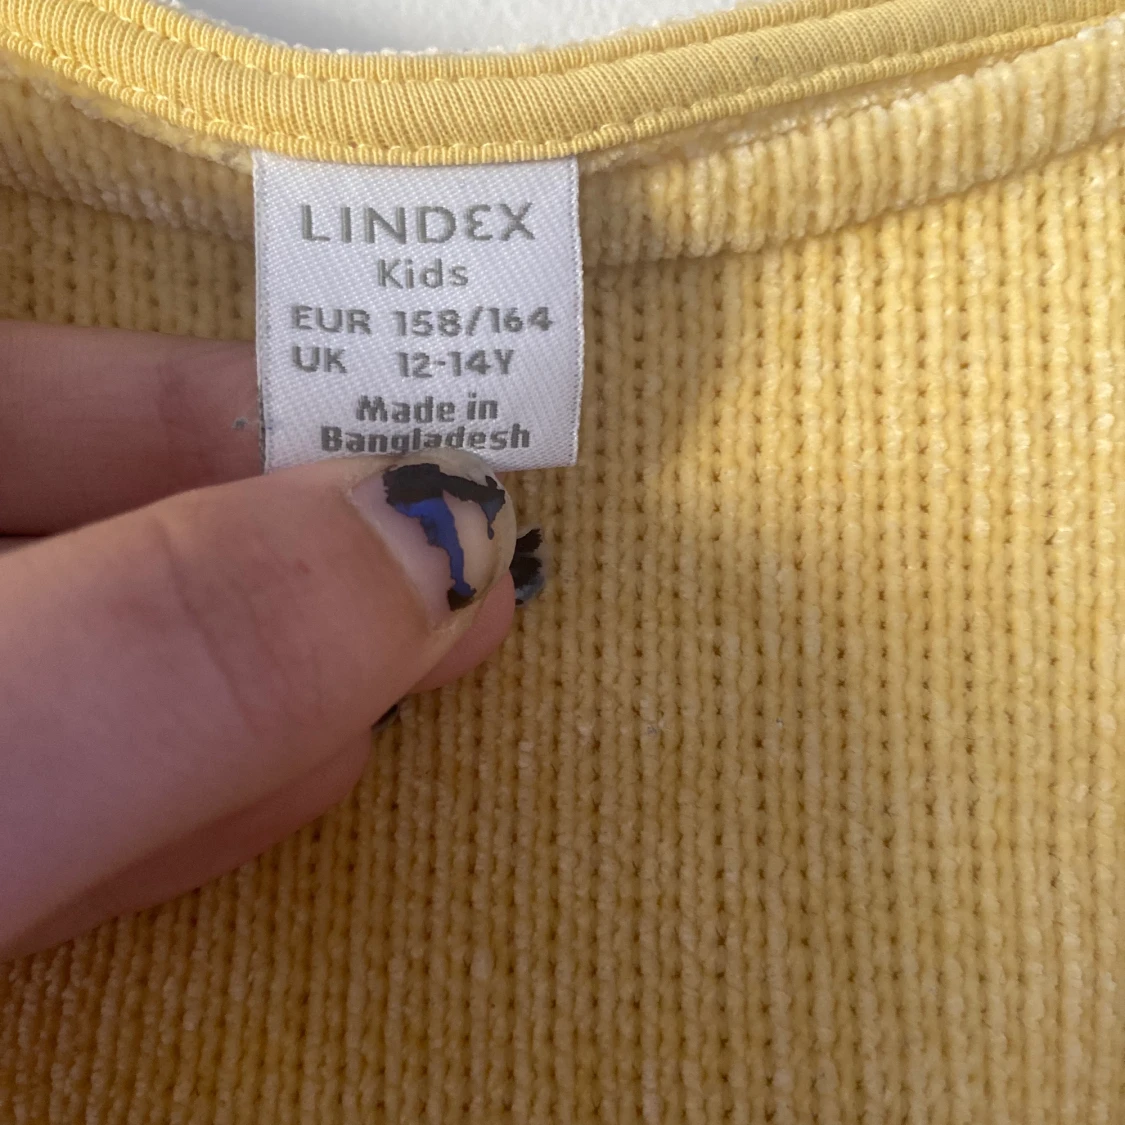 LINDEX
Kids
EUR 158/164
UK 12-14Y
Made in
Bangladesh